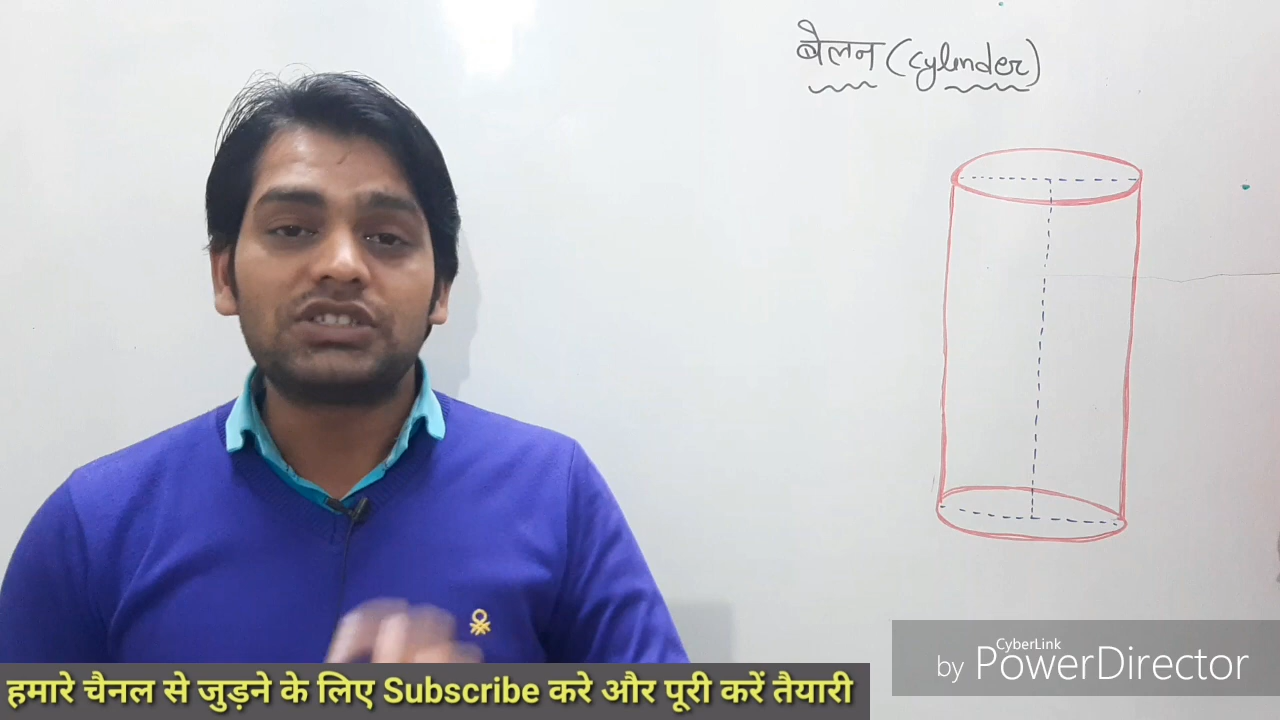 बेलन (Cylinder)
CyberLink
by PowerDirector
हमारे चैनल से जुड़ने के लिए Subscribe करे और पूरी करें तैयारी